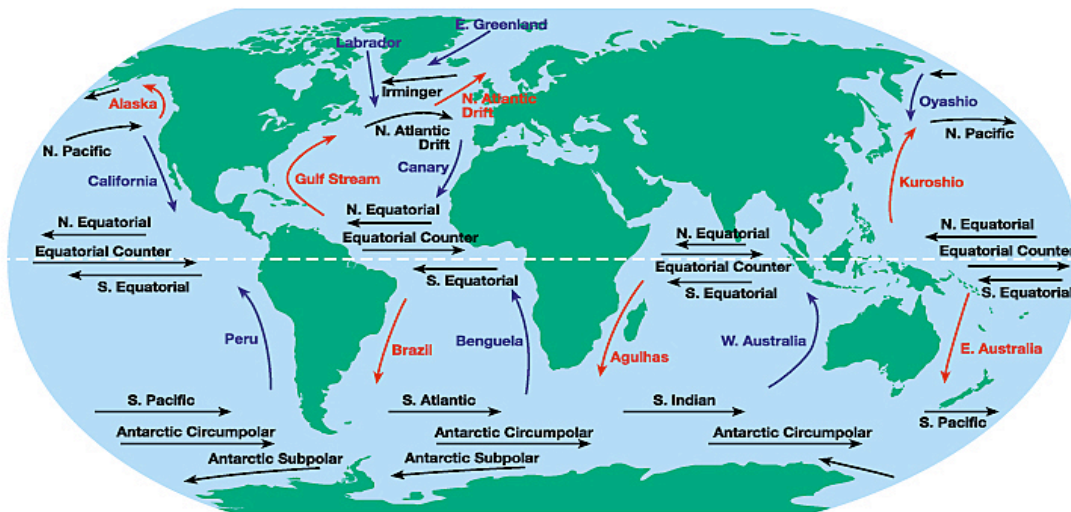 E. Greenland
Labrador
Alaska
Irminger
N. Atlantic
Drift
Oyashio
N. Pacific
N. Atlantic
Drift
N. Pacific
California
Canary
Gulf Stream
Kuroshio
N. Equatorial
N. Equatorial
N. Equatorial
N. Equatorial
Equatorial Counter
Equatorial Counter
Equatorial Counter
Equatorial Counter
S. Equatorial
S. Equatorial
S. Equatorial
S. Equatorial
Peru
Brazil
Benguela
Agulhas
W. Australia
E. Australia
S. Pacific
S. Atlantic
S. Indian
S. Pacific
Antarctic Circumpolar
Antarctic Circumpolar
Antarctic Circumpolar
Antarctic Subpolar
Antarctic Subpolar